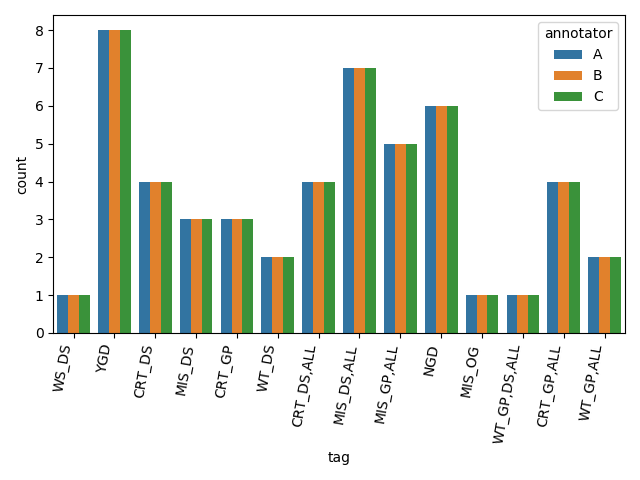 annotator
A
B
C
count
8
7
6
5
4
3
2
1
0
WS_DS
YGD
CRT_DS
MIS_DS
CRT_GP
WT_DS
CRT_DS,ALL
MIS_DS,ALL
MIS_GP,ALL
NGD
MIS_OG
WT_GP,DS,ALL
CRT_GP,ALL
WT_GP,ALL
tag